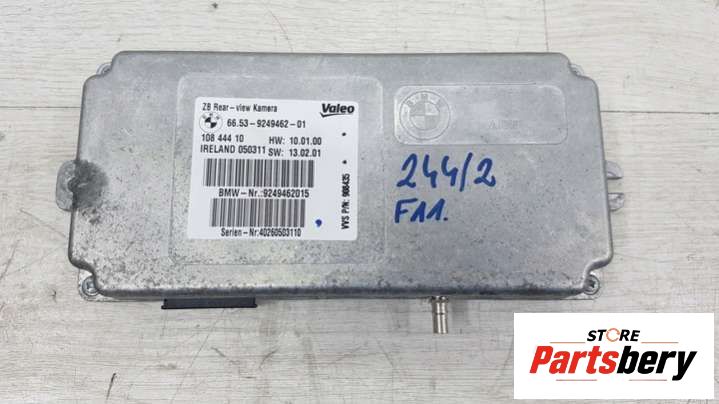 ZB Rear-view Kamera
Valeo
66.53-9249462-01
108 444 10 HW: 10.01.00
IRELAND 050311 SW: 13.02.01
BMW-Nr.:9249462015
Serien-Nr:40260503110
VVS P/N: 988435
244/2
F11.
STORE
Partsbery